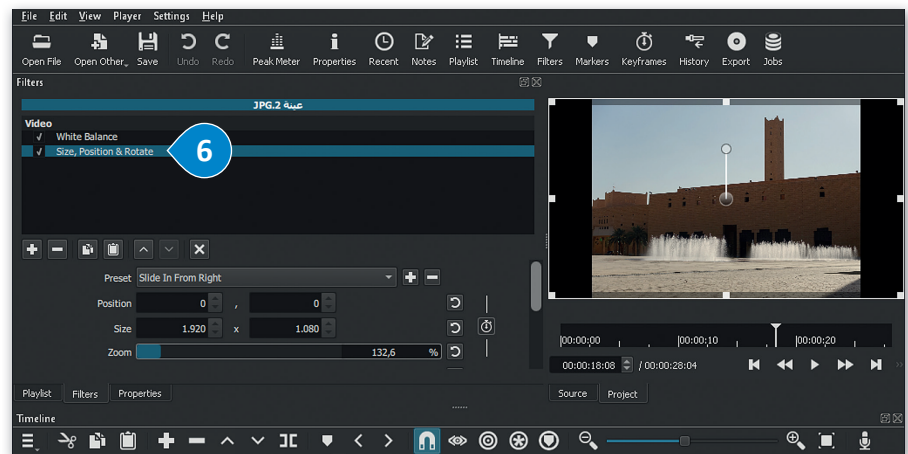 File Edit View Player Settings Help
Open File Open Other Save Undo Redo Peak Meter Properties Recent Notes Playlist Timeline Filters Markers Keyframes History Export Jobs
Filters
عينة 2.JPG
Video
White Balance
Size, Position & Rotate
6
Preset Slide In From Right
Position 0 , 0
Size 1.920 x 1.080
Zoom 132,6 %
|00:00:00 |00:00:10 |00:00:20
00:00:18:08 / 00:00:28:04
Playlist Filters Properties
Source Project
Timeline